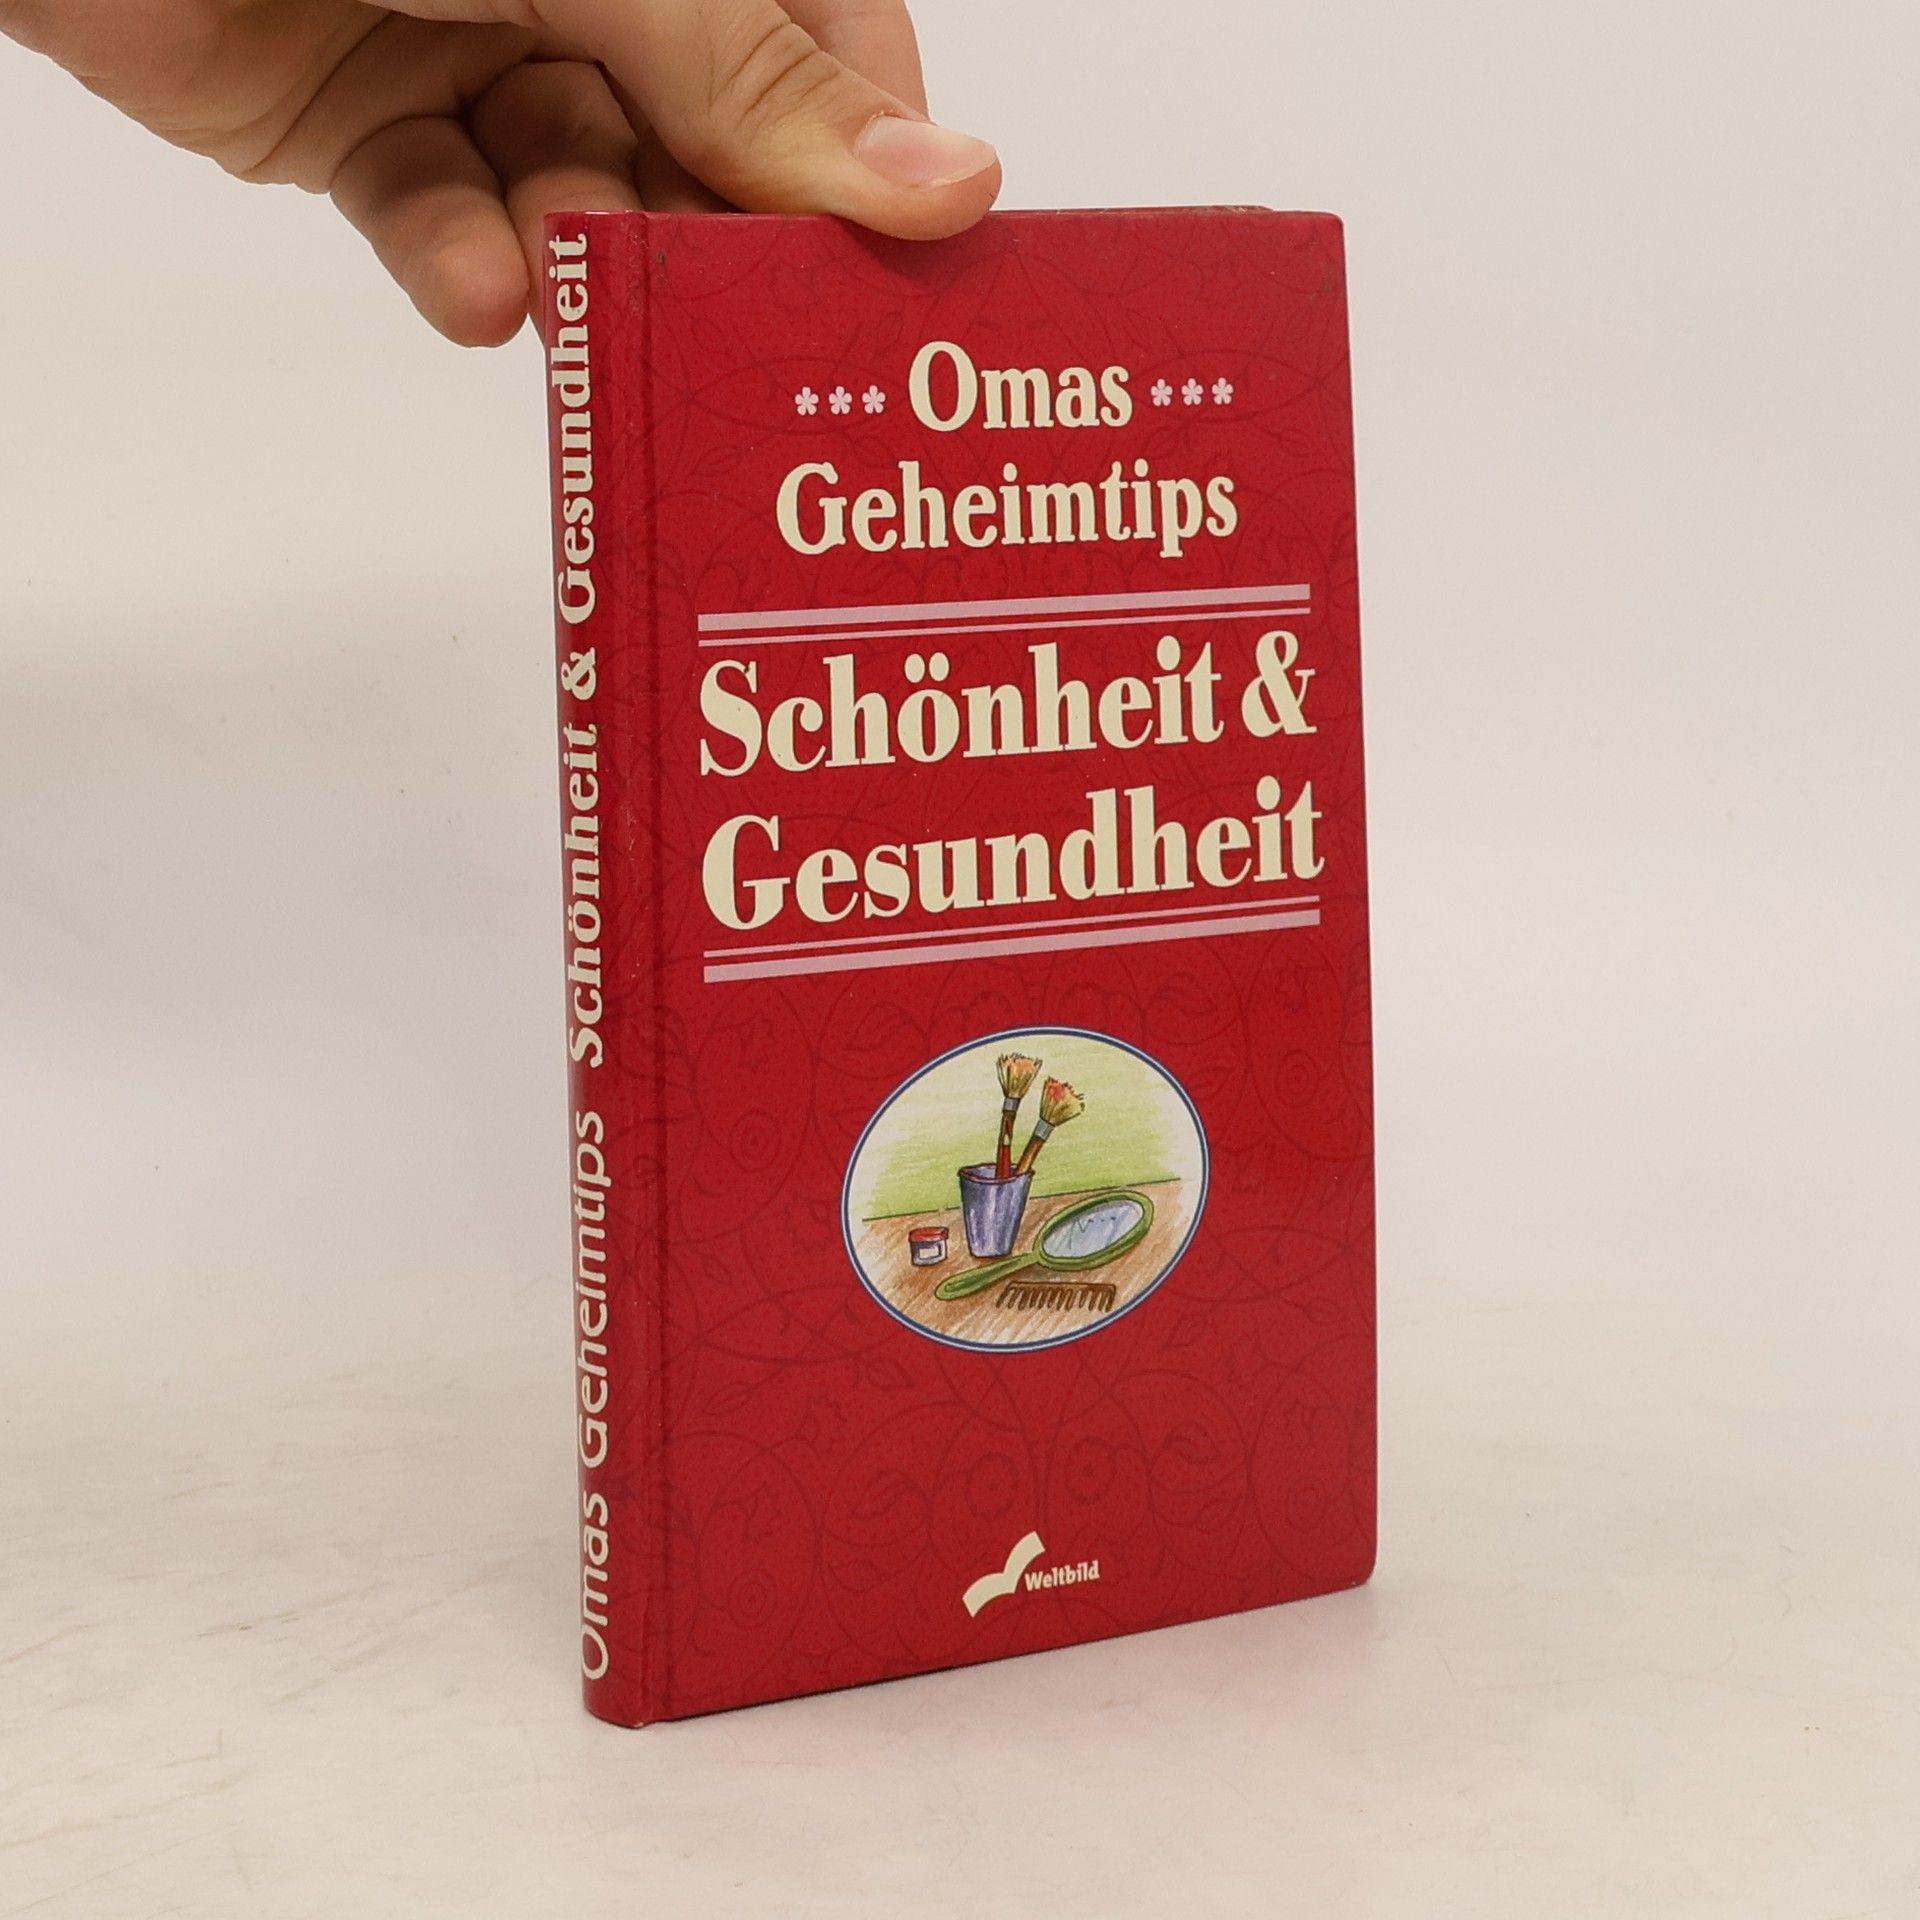 Omas Geheimtips Schönheit & Gesundheit
Omas
Geheimtips
Schönheit &
Gesundheit
Weltbild